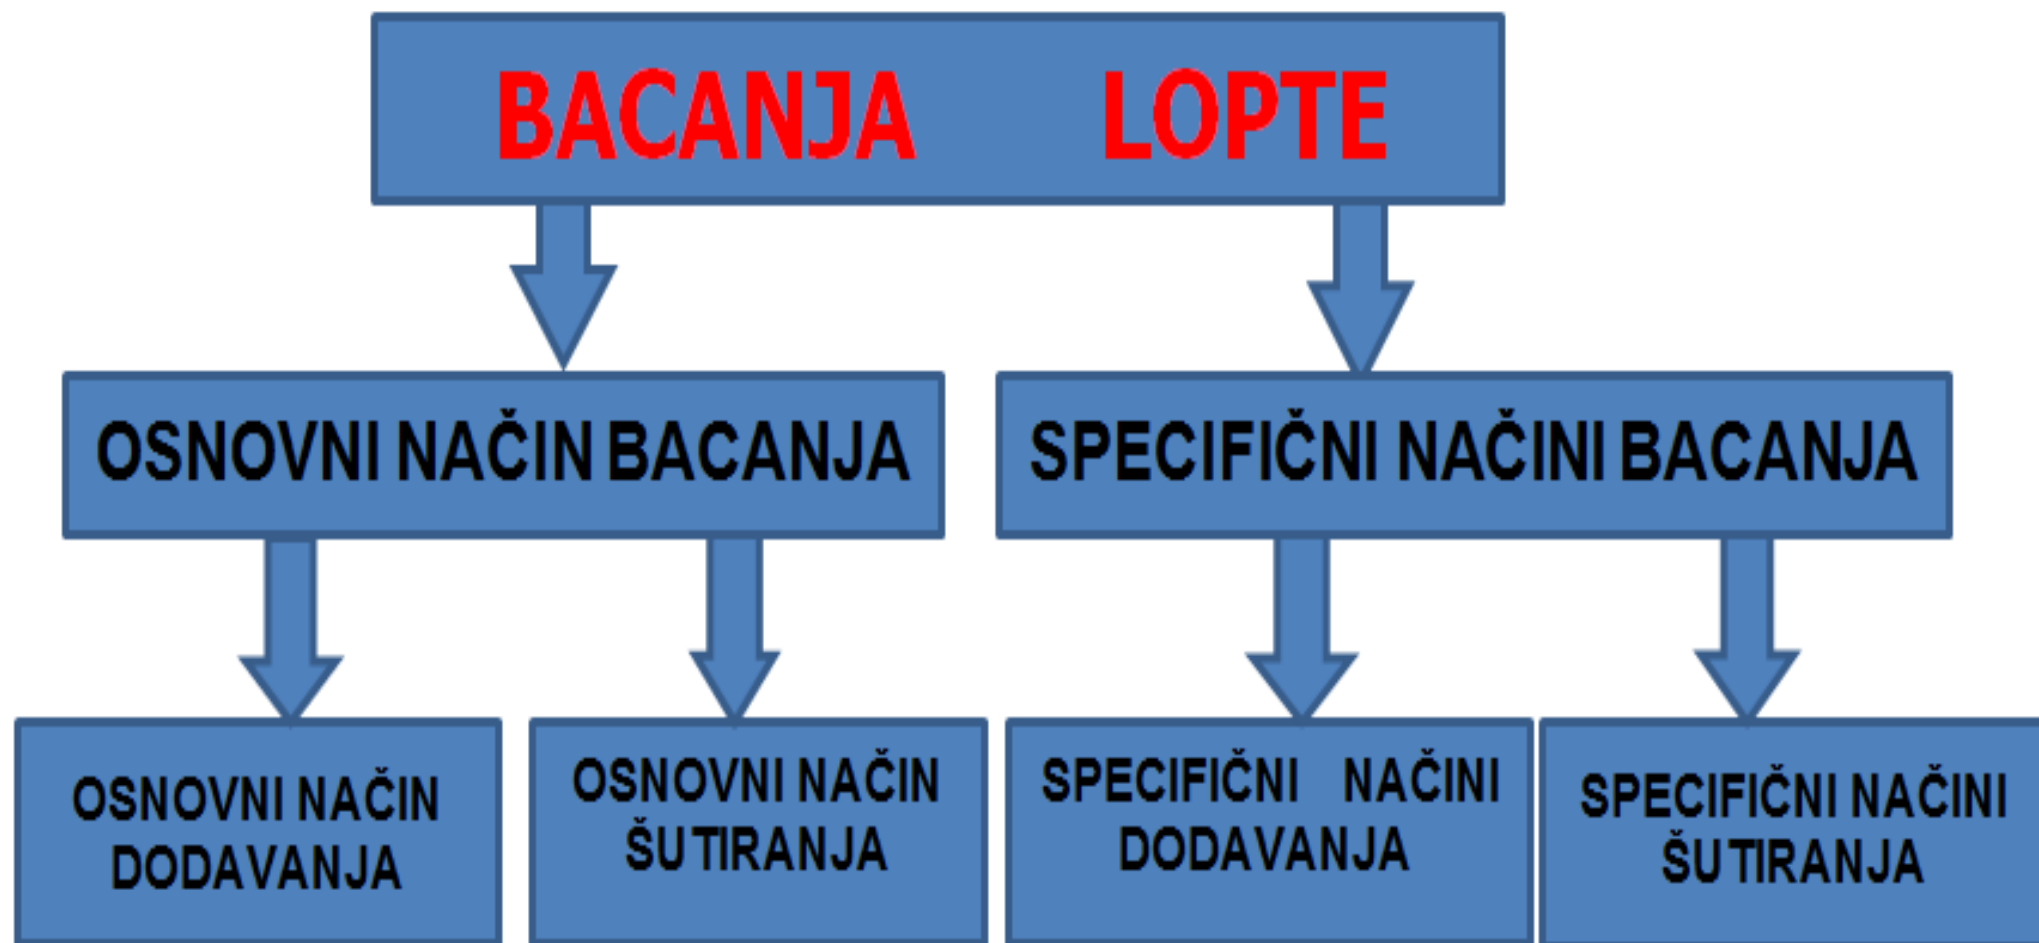 BACANJA LOPTE
OSNOVNI NAČIN BACANJA
SPECIFIČNI NAČINI BACANJA
OSNOVNI NAČIN
DODAVANJA
OSNOVNI NAČIN
ŠUTIRANJA
SPECIFIČNI NAČINI
DODAVANJA
SPECIFIČNI NAČINI
ŠUTIRANJA